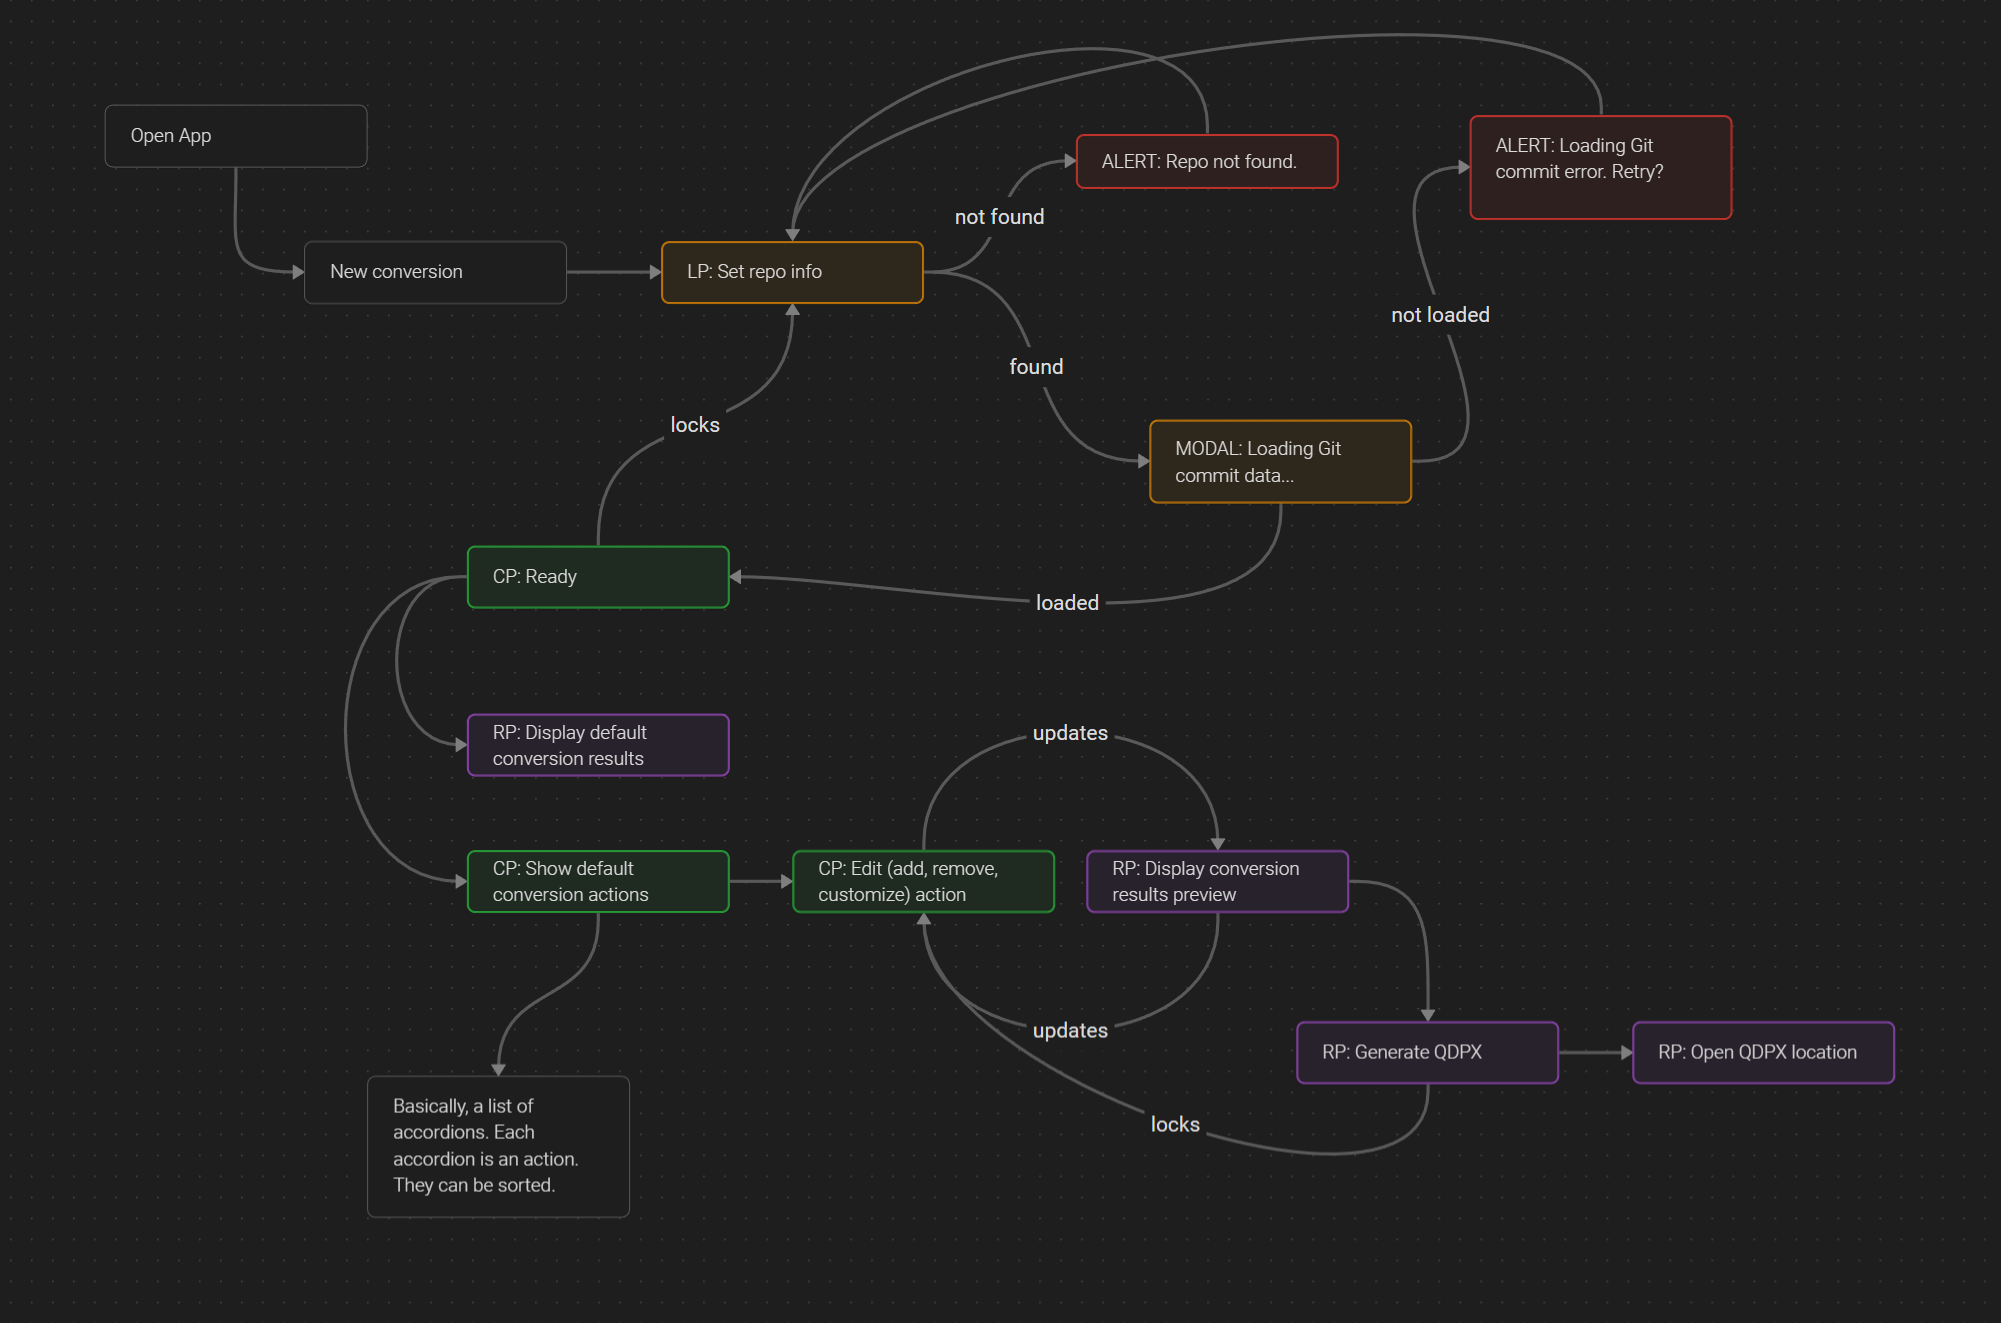 Open App
New conversion
LP: Set repo info
not found
ALERT: Repo not found.
ALERT: Loading Git
commit error. Retry?
not loaded
found
MODAL: Loading Git
commit data...
locks
CP: Ready
loaded
RP: Display default
conversion results
CP: Show default
conversion actions
updates
CP: Edit (add, remove,
customize) action
RP: Display conversion
results preview
updates
locks
RP: Generate QDPX
RP: Open QDPX location
Basically, a list of
accordions. Each
accordion is an action.
They can be sorted.